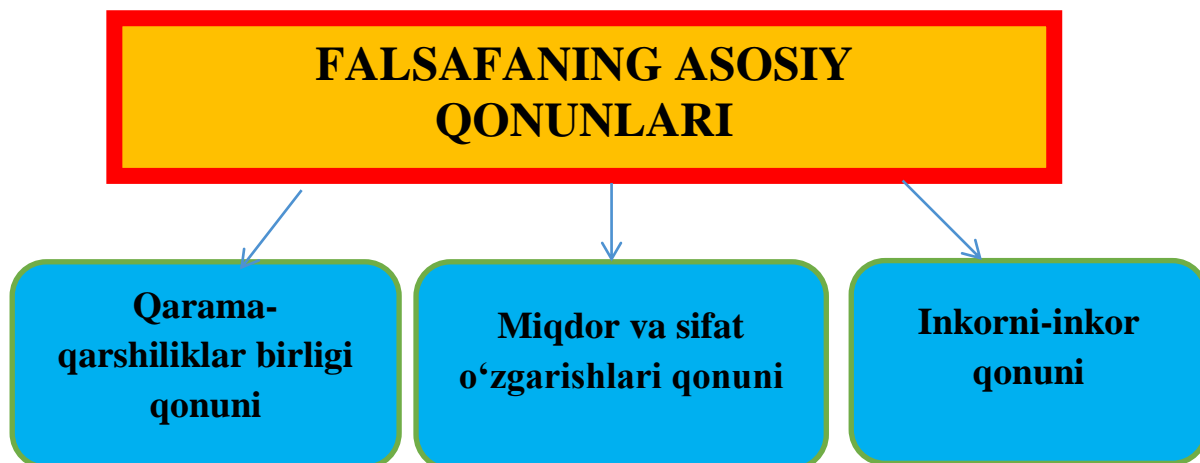 FALSAFANING ASOSIY
QONUNLARI
Qarama-
qarshiliklar birligi
qonuni
Miqdor va sifat
o‘zgarishlari qonuni
Inkorni-inkor
qonuni